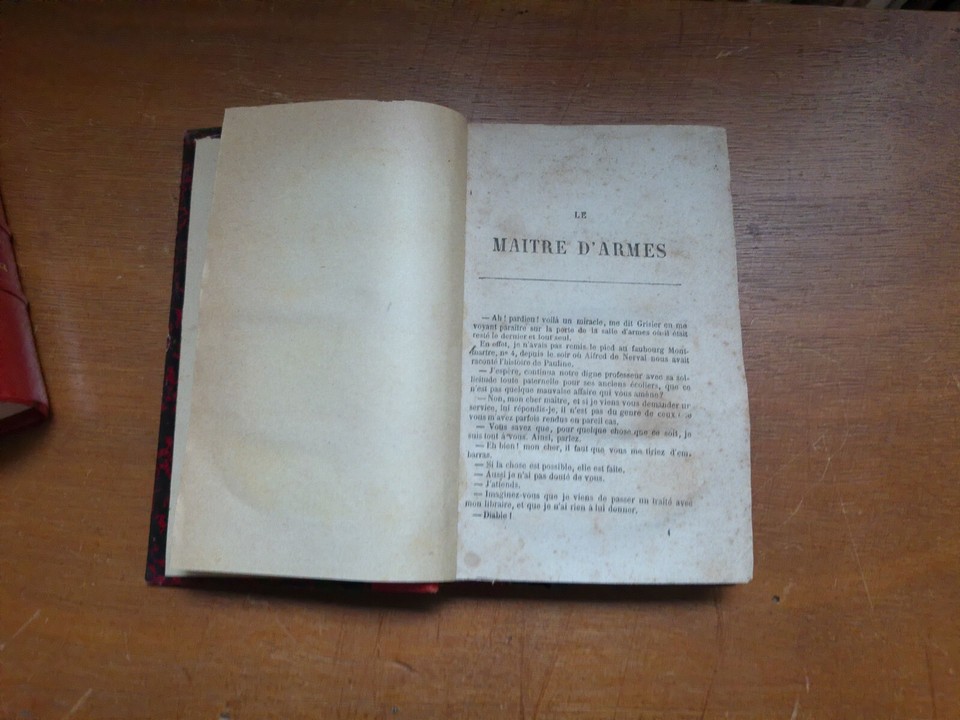 LE
MAITRE D'ARMES
— Ah! pardieu! voilà un miracle, me dit Grisier en me
voyant paraître sur la porte de la salle d'armes où il était
resté le dernier et tout seul.
En effet, je n'avais pas remis le pied au faubourg Mont-
martre, nº 4, depuis le soir où Alfred de Nerval nous avait
raconté l'histoire de Pauline.
— J'espère, continua notre digne professeur avec sa sol-
licitude toute paternelle pour ses anciens écoliers, que ce
n'est pas quelque mauvaise affaire qui vous amène?
— Non, mon cher maître, et si je viens vous demander un
service, lui répondis-je, il n'est pas du genre de ceux que
vous m'avez parfois rendus en pareil cas.
— Vous savez que, pour quelque chose que ce soit, je
suis tout à vous. Ainsi, parlez.
— Eh bien! mon cher, il faut que vous me tiriez d'em-
barras.
— Si la chose est possible, elle est faite.
— Aussi je n'ai pas douté de vous.
— J'attends.
— Imaginez-vous que je viens de passer un traité avec
mon libraire, et que je n'ai rien à lui donner.
— Diable!
1